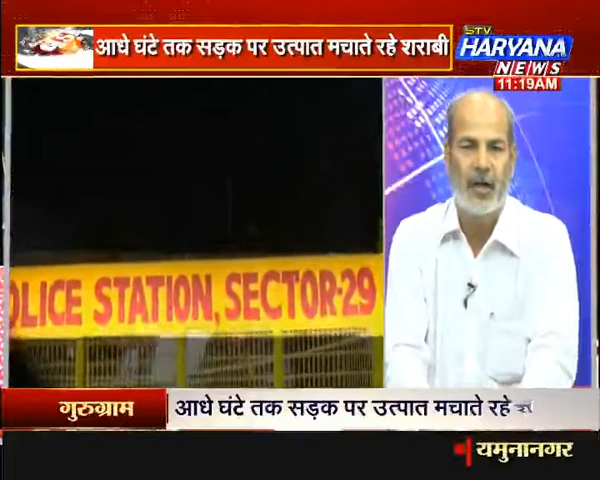 आधे घंटे तक सड़क पर उत्पात मचाते रहे शराबी
STV
HARYANA
NEWS
11:19AM
OLICE STATION, SECTOR-29
गुरुग्राम
आधे घंटे तक सड़क पर उत्पात मचाते रहे
यमुनानगर